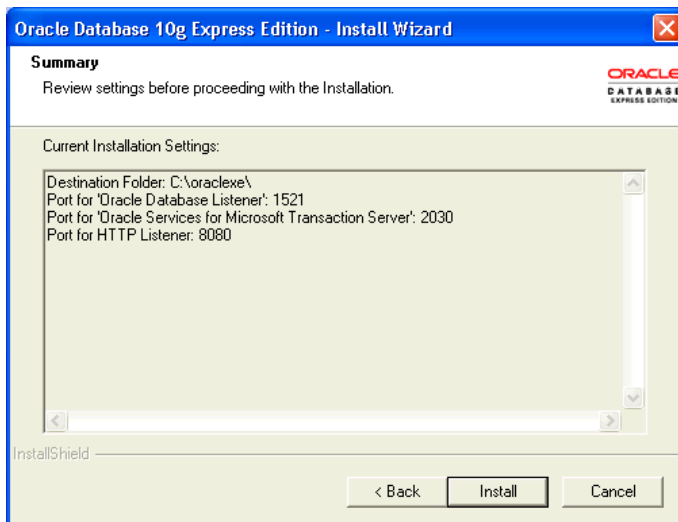 Oracle Database 10g Express Edition - Install Wizard
Summary
Review settings before proceeding with the Installation.
ORACLE
DATABASE
EXPRESS EDITION
Current Installation Settings:
Destination Folder: C:\oraclexe\
Port for 'Oracle Database Listener': 1521
Port for 'Oracle Services for Microsoft Transaction Server': 2030
Port for HTTP Listener: 8080
InstallShield
< Back
Install
Cancel